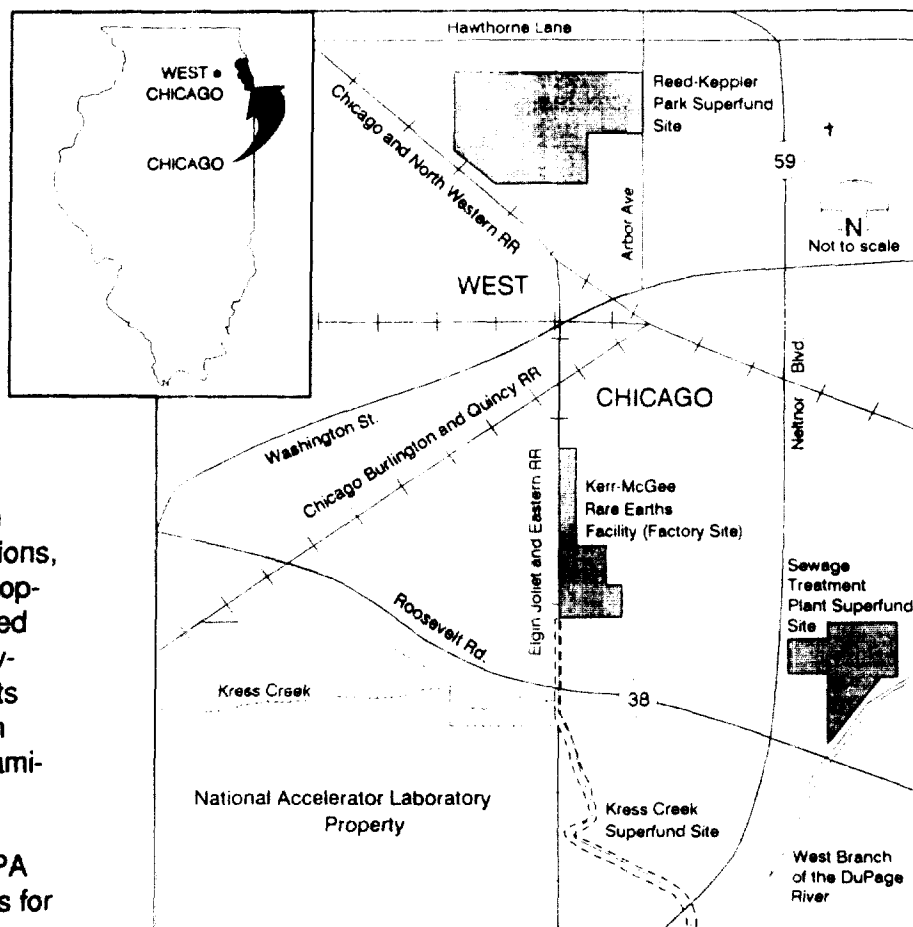 Hawthorne Lane
WEST
CHICAGO
CHICAGO
Reed-Keppler
Park Superfund
Site
Chicago and North Western RR
Arbor Ave
59
N
Not to scale
WEST
CHICAGO
Neltnor Blvd
Washington St.
Chicago Burlington and Quincy RR
Elgin Joliet and Eastern RR
Kerr-McGee
Rare Earths
Facility (Factory Site)
Sewage
Treatment
Plant Superfund
Site
Roosevelt Rd.
38
Kress Creek
National Accelerator Laboratory
Property
Kress Creek
Superfund Site
West Branch
of the DuPage
River
ions,
op-
ed
y-
ts
ami-
PA
s for